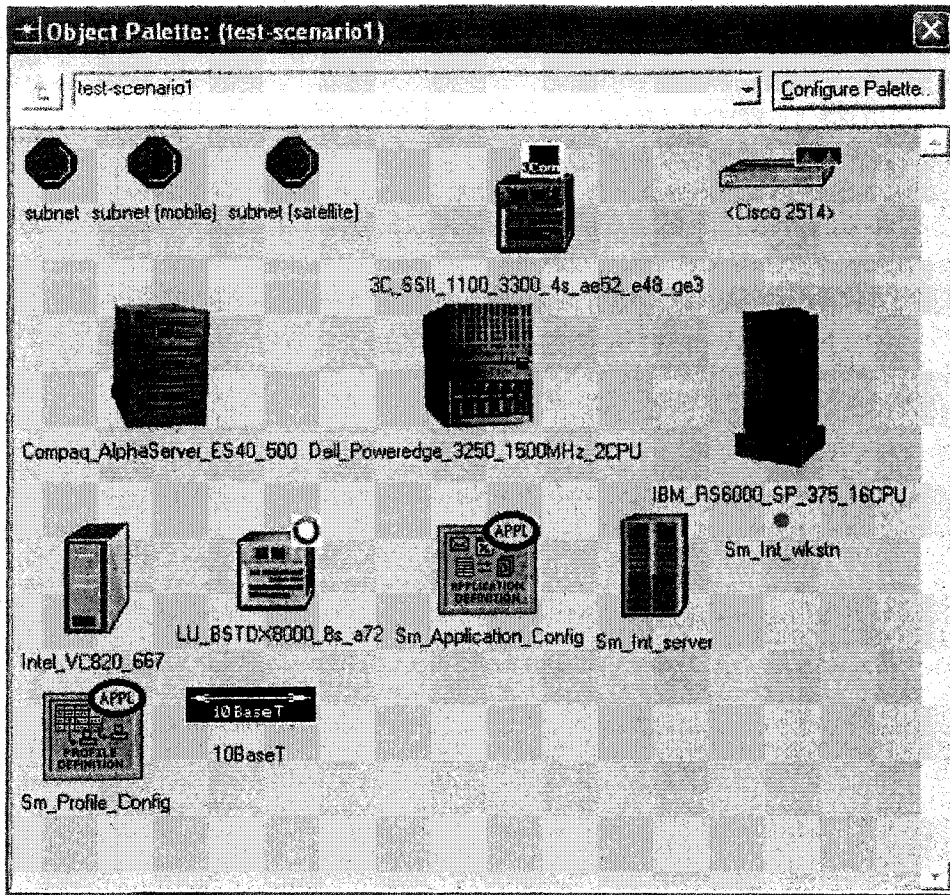 Object Palette: (test-scenario1)
test-scenario1
Configure Palette..
subnet subnet (mobile) subnet (satellite) <Cisco 2514>
3Com
3C_SSII_1100_3300_4s_ae52_e48_ge3
Compaq_AlphaServer_ES40_500 Dell_Poweredge_3250_1500MHz_2CPU
IBM_RS6000_SP_375_16CPU
APPL
APPLICATION
DEFINITION
Sm_Int_wkstn
LU_BSTDX8000_8s_a72 Sm_Application_Config Sm_Int_server
Intel_VC820_667
APPL
PROFILE
DEFINITION
10BaseT
10BaseT
Sm_Profile_Config